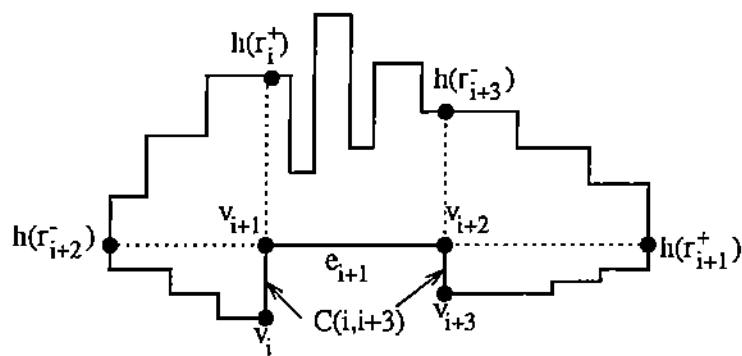 h(r_i^+)
h(r_{i+3}^-)
v_{i+1}
v_{i+2}
h(r_{i+2}^-)
h(r_{i+1}^+)
e_{i+1}
C(i,i+3)
v_{i+3}
v_i